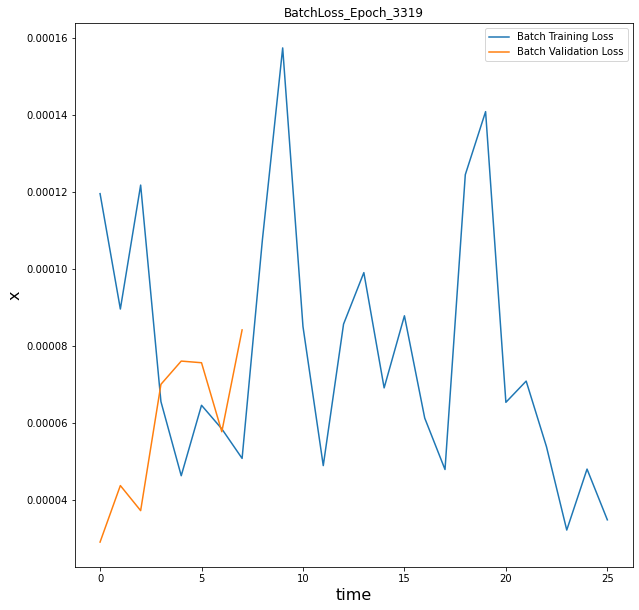 BatchLoss_Epoch_3319
Batch Training Loss
Batch Validation Loss
0.00016
0.00014
0.00012
0.00010
0.00008
0.00006
0.00004
x
0
5
10
15
20
25
time